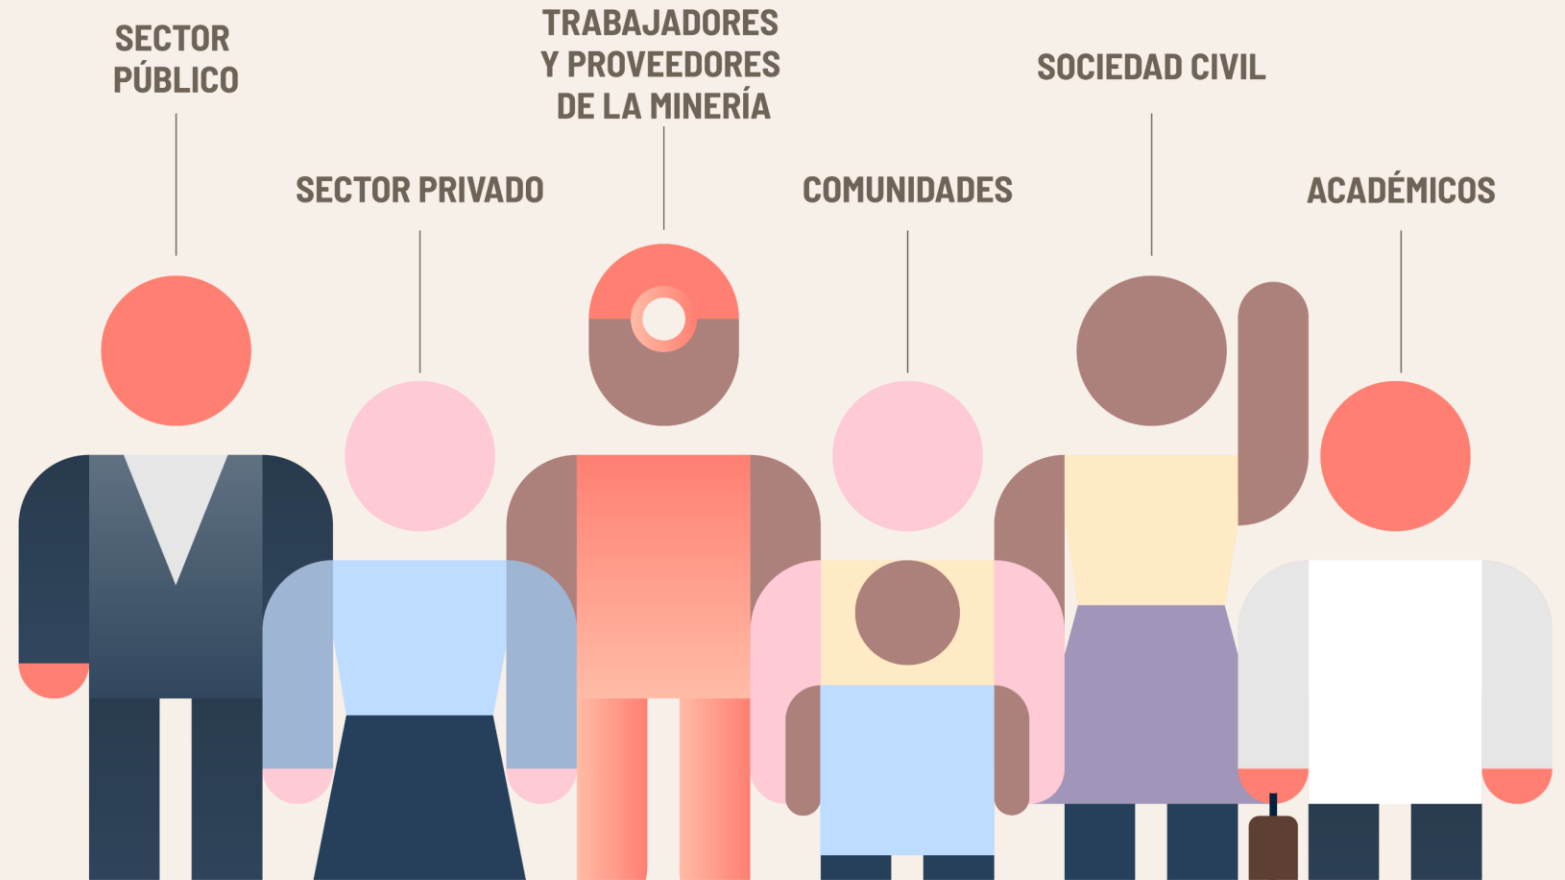 SECTOR
PÚBLICO
SECTOR PRIVADO
TRABAJADORES
Y PROVEEDORES
DE LA MINERÍA
COMUNIDADES
SOCIEDAD CIVIL
ACADÉMICOS